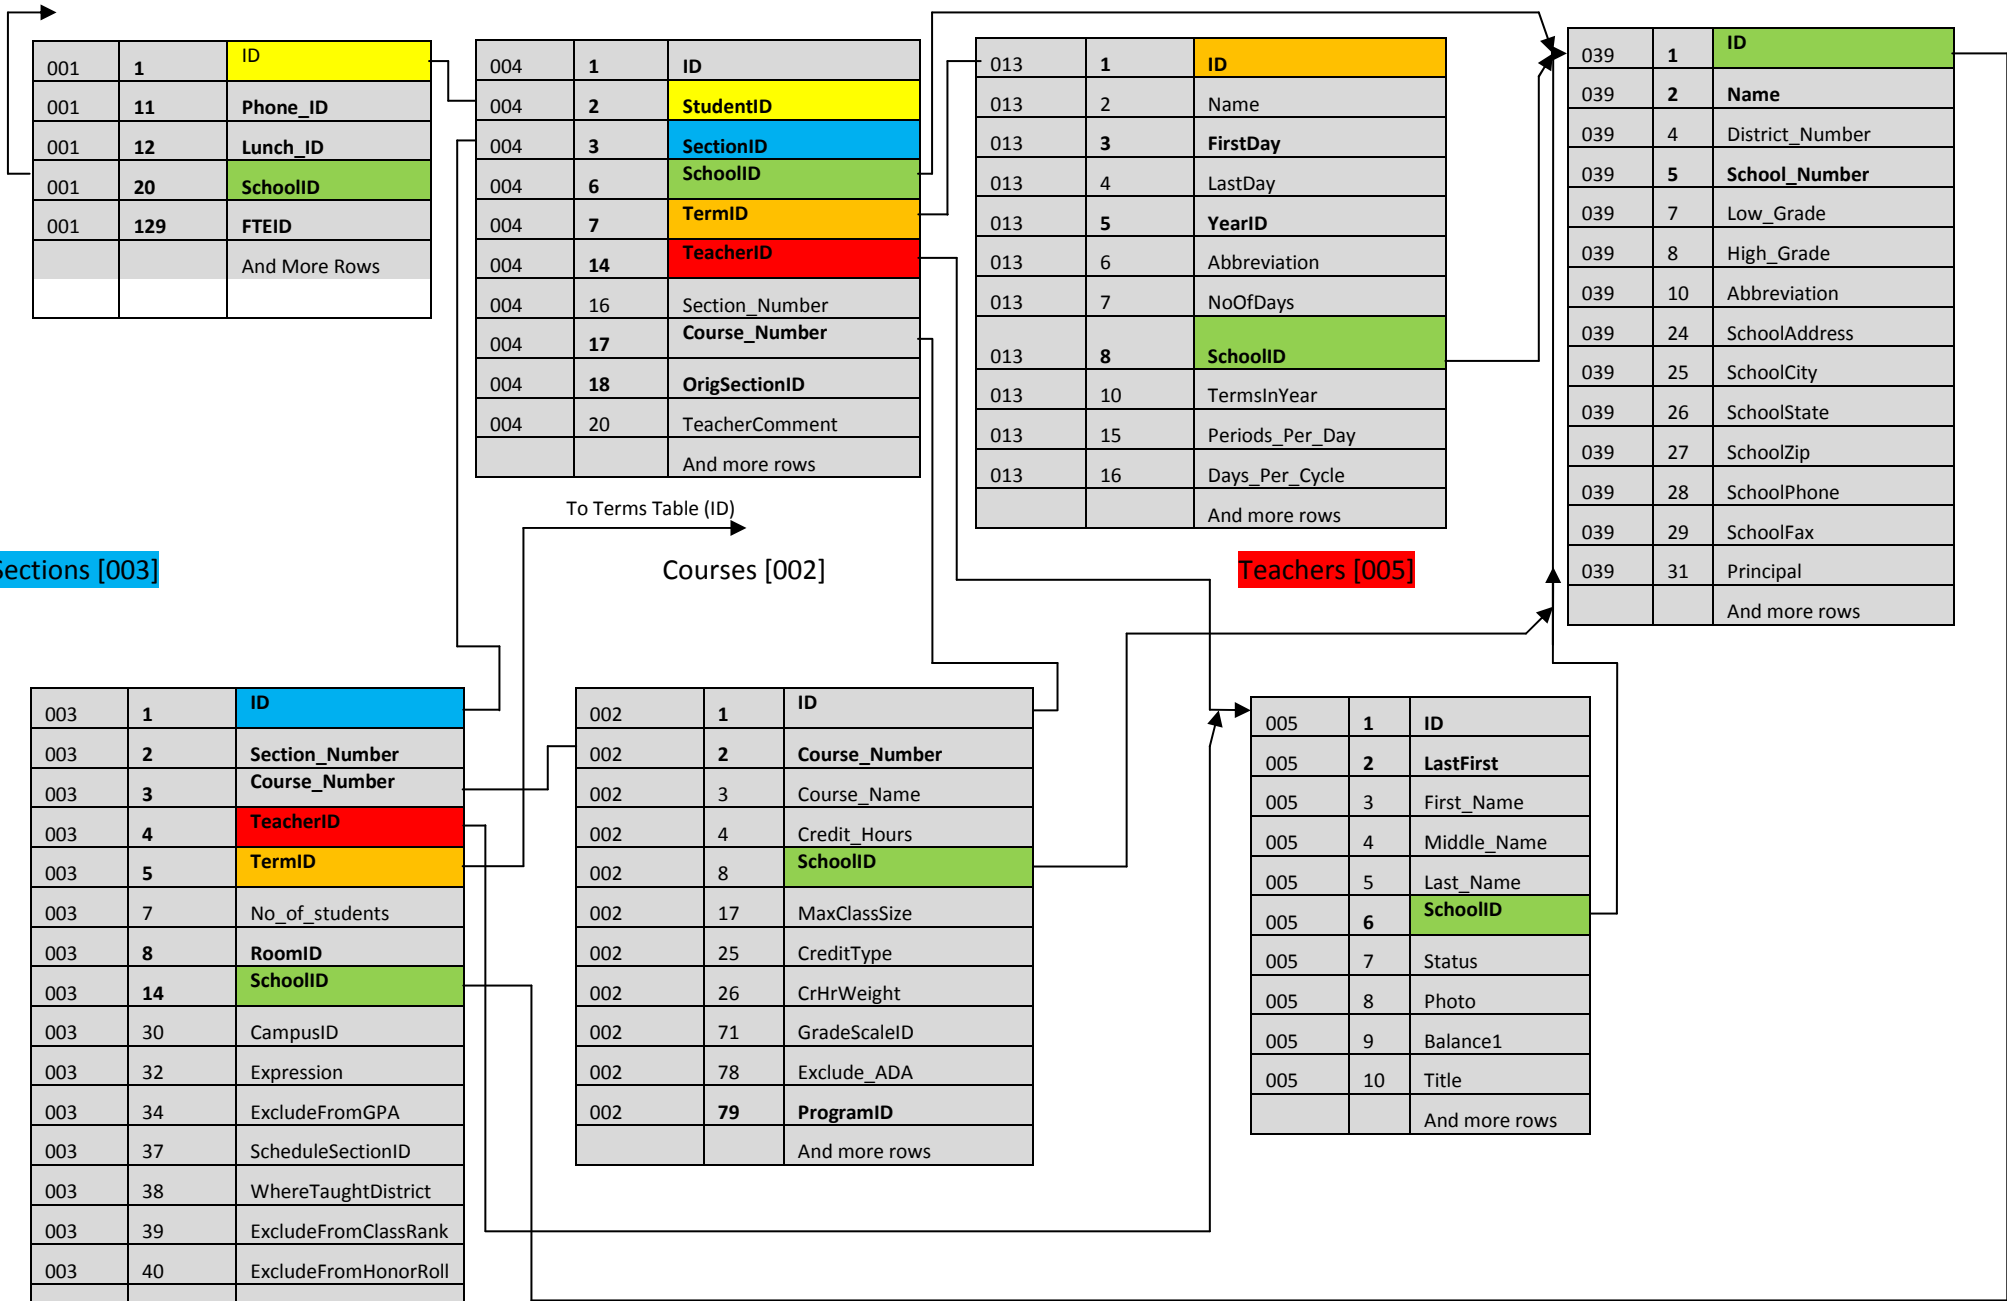 001 1 ID
001 11 Phone_ID
001 12 Lunch_ID
001 20 SchoolID
001 129 FTEID
And More Rows
004 1 ID
004 2 StudentID
004 3 SectionID
004 6 SchoolID
004 7 TermID
004 14 TeacherID
004 16 Section_Number
004 17 Course_Number
004 18 OrigSectionID
004 20 TeacherComment
And more rows
013 1 ID
013 2 Name
013 3 FirstDay
013 4 LastDay
013 5 YearID
013 6 Abbreviation
013 7 NoOfDays
013 8 SchoolID
013 10 TermsInYear
013 15 Periods_Per_Day
013 16 Days_Per_Cycle
And more rows
039 1 ID
039 2 Name
039 4 District_Number
039 5 School_Number
039 7 Low_Grade
039 8 High_Grade
039 10 Abbreviation
039 24 SchoolAddress
039 25 SchoolCity
039 26 SchoolState
039 27 SchoolZip
039 28 SchoolPhone
039 29 SchoolFax
039 31 Principal
And more rows
To Terms Table (ID)
Sections [003]
Courses [002]
Teachers [005]
003 1 ID
003 2 Section_Number
003 3 Course_Number
003 4 TeacherID
003 5 TermID
003 7 No_of_students
003 8 RoomID
003 14 SchoolID
003 30 CampusID
003 32 Expression
003 34 ExcludeFromGPA
003 37 ScheduleSectionID
003 38 WhereTaughtDistrict
003 39 ExcludeFromClassRank
003 40 ExcludeFromHonorRoll
002 1 ID
002 2 Course_Number
002 3 Course_Name
002 4 Credit_Hours
002 8 SchoolID
002 17 MaxClassSize
002 25 CreditType
002 26 CrHrWeight
002 71 GradeScaleID
002 78 Exclude_ADA
002 79 ProgramID
And more rows
005 1 ID
005 2 LastFirst
005 3 First_Name
005 4 Middle_Name
005 5 Last_Name
005 6 SchoolID
005 7 Status
005 8 Photo
005 9 Balance1
005 10 Title
And more rows